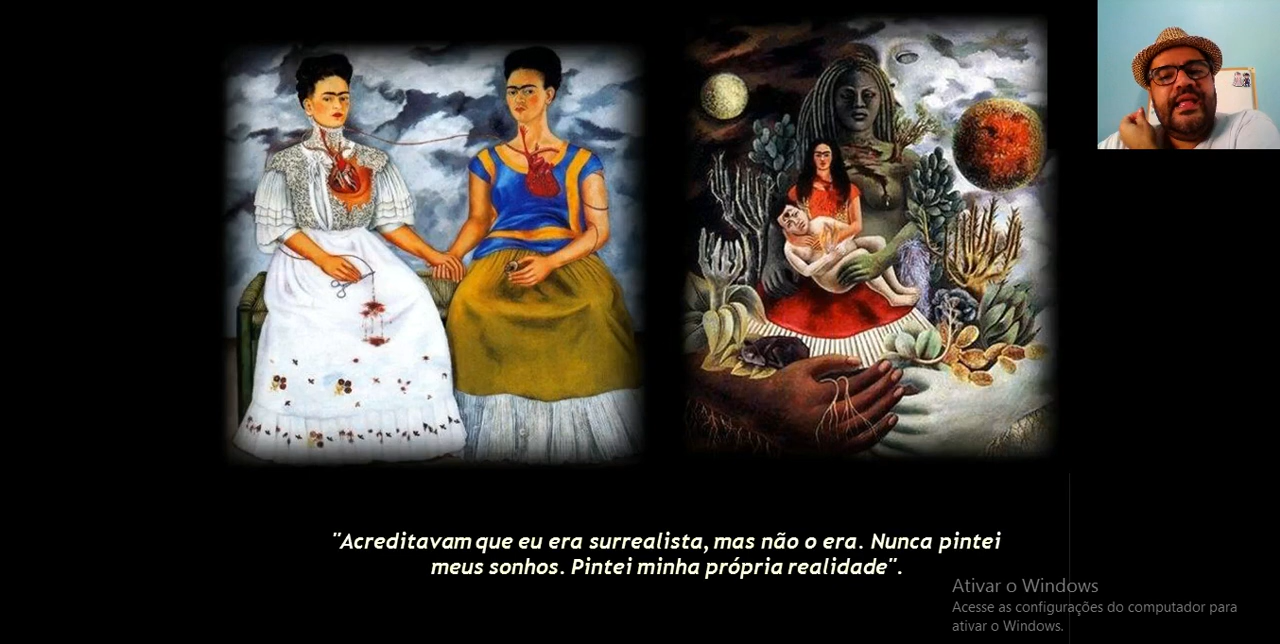 "Acreditavam que eu era surrealista, mas não o era. Nunca pintei
meus sonhos. Pintei minha própria realidade".
Ativar o Windows
Acesse as configurações do computador para
ativar o Windows.